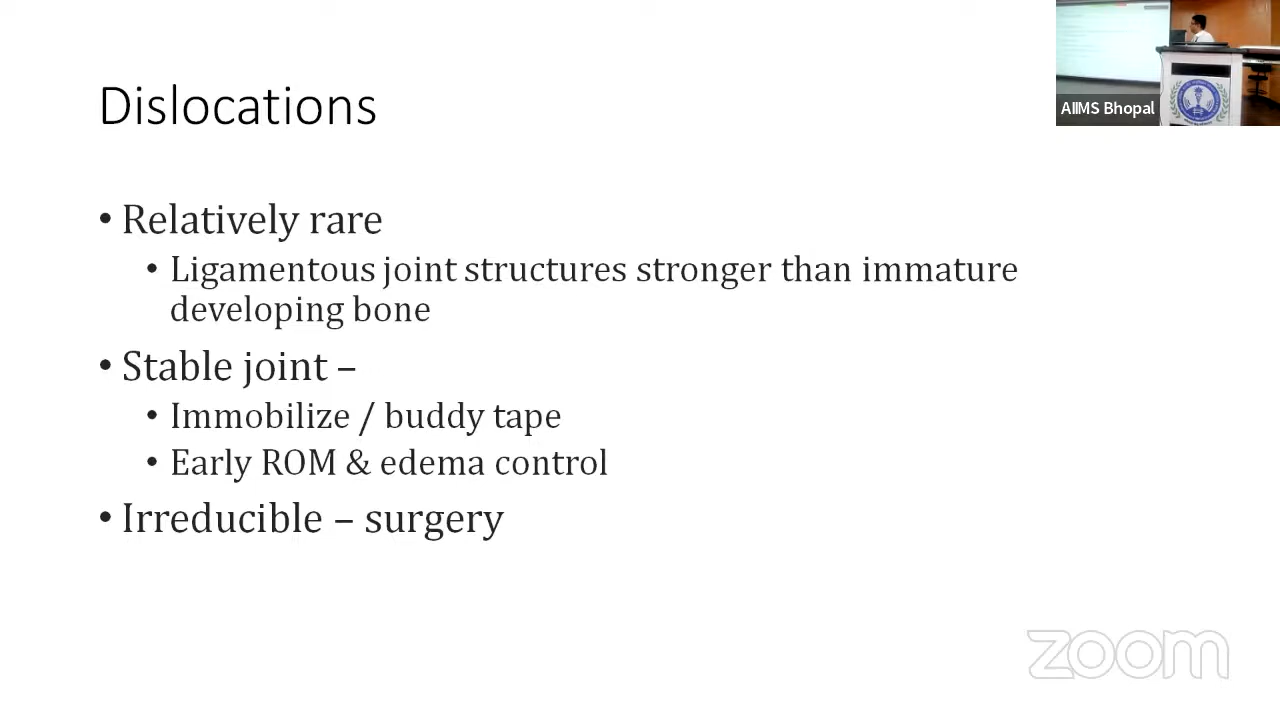 AIIMS Bhopal
Dislocations
• Relatively rare
• Ligamentous joint structures stronger than immature
developing bone
• Stable joint –
• Immobilize / buddy tape
• Early ROM & edema control
• Irreducible – surgery
zoom